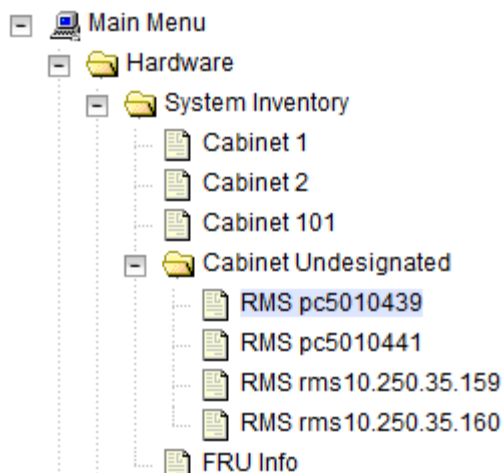 Main Menu
Hardware
System Inventory
Cabinet 1
Cabinet 2
Cabinet 101
Cabinet Undesignated
RMS pc5010439
RMS pc5010441
RMS rms10.250.35.159
RMS rms10.250.35.160
FRU Info